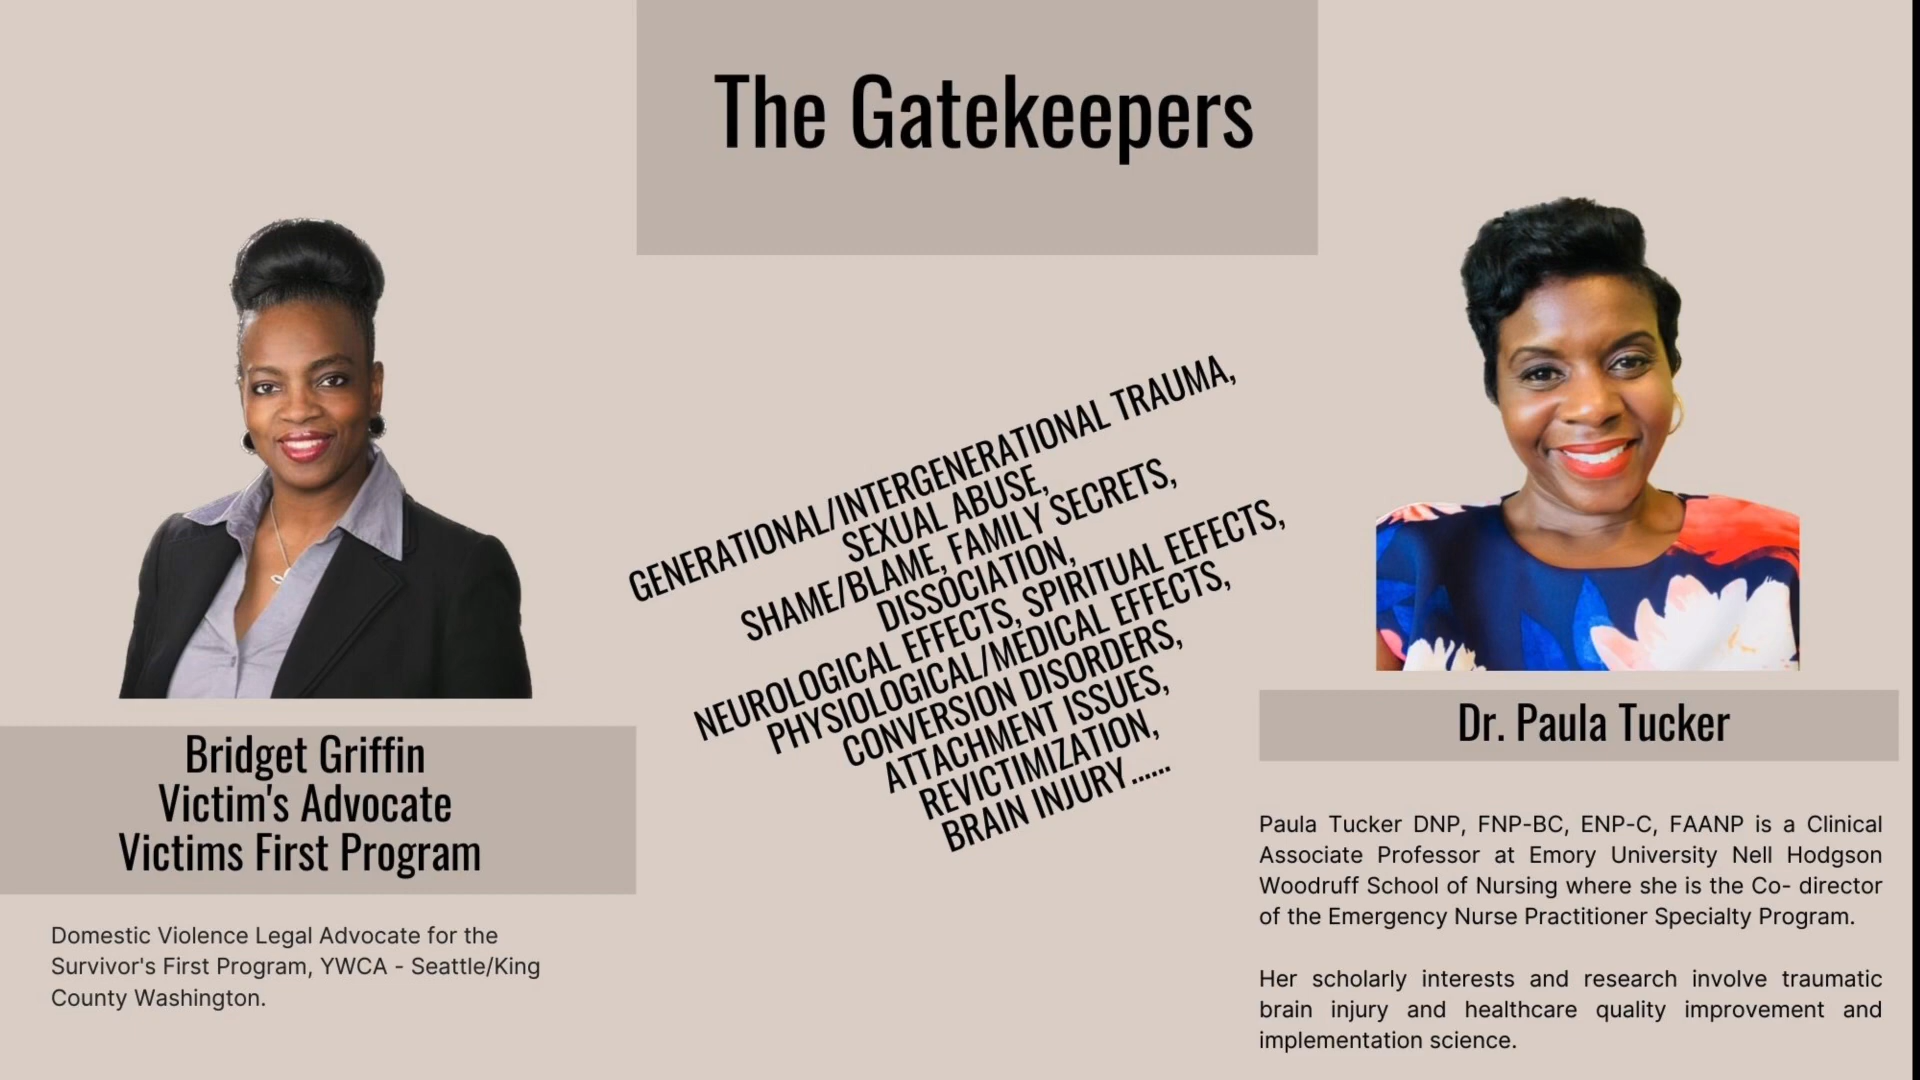 The Gatekeepers
GENERATIONAL/INTERGENERATIONAL TRAUMA,
SEXUAL ABUSE,
SHAME/BLAME, FAMILY SECRETS,
DISSOCIATION,
NEUROLOGICAL EFFECTS, SPIRITUAL EEFECTS,
PHYSIOLOGICAL/MEDICAL EFFECTS,
CONVERSION DISORDERS,
ATTACHMENT ISSUES,
REVICTIMIZATION,
BRAIN INJURY......
Bridget Griffin
Victim's Advocate
Victims First Program
Domestic Violence Legal Advocate for the
Survivor's First Program, YWCA - Seattle/King
County Washington.
Dr. Paula Tucker
Paula Tucker DNP, FNP-BC, ENP-C, FAANP is a Clinical
Associate Professor at Emory University Nell Hodgson
Woodruff School of Nursing where she is the Co- director
of the Emergency Nurse Practitioner Specialty Program.
Her scholarly interests and research involve traumatic
brain injury and healthcare quality improvement and
implementation science.